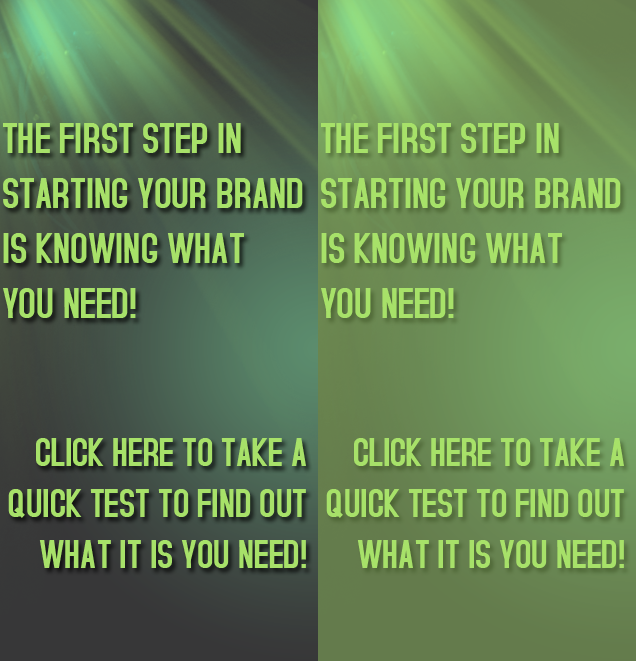 THE FIRST STEP IN
STARTING YOUR BRAND
IS KNOWING WHAT
YOU NEED!
CLICK HERE TO TAKE A
QUICK TEST TO FIND OUT
WHAT IT IS YOU NEED!
THE FIRST STEP IN
STARTING YOUR BRAND
IS KNOWING WHAT
YOU NEED!
CLICK HERE TO TAKE A
QUICK TEST TO FIND OUT
WHAT IT IS YOU NEED!